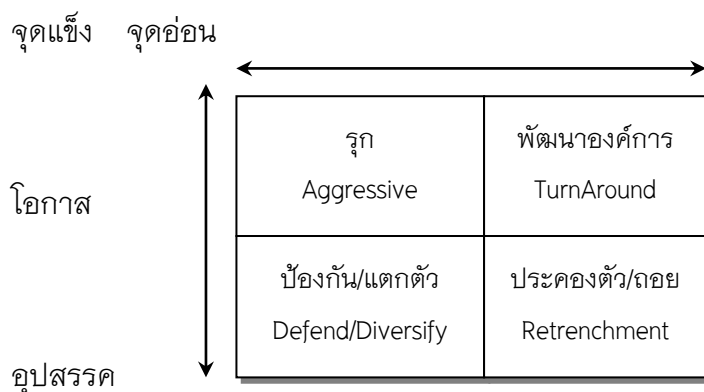 จุดแข็ง จุดอ่อน
รุก
Aggressive
พัฒนาองค์การ
TurnAround
โอกาส
ป้องกัน/แตกตัว
Defend/Diversify
ประคองตัว/ถอย
Retrenchment
อุปสรรค